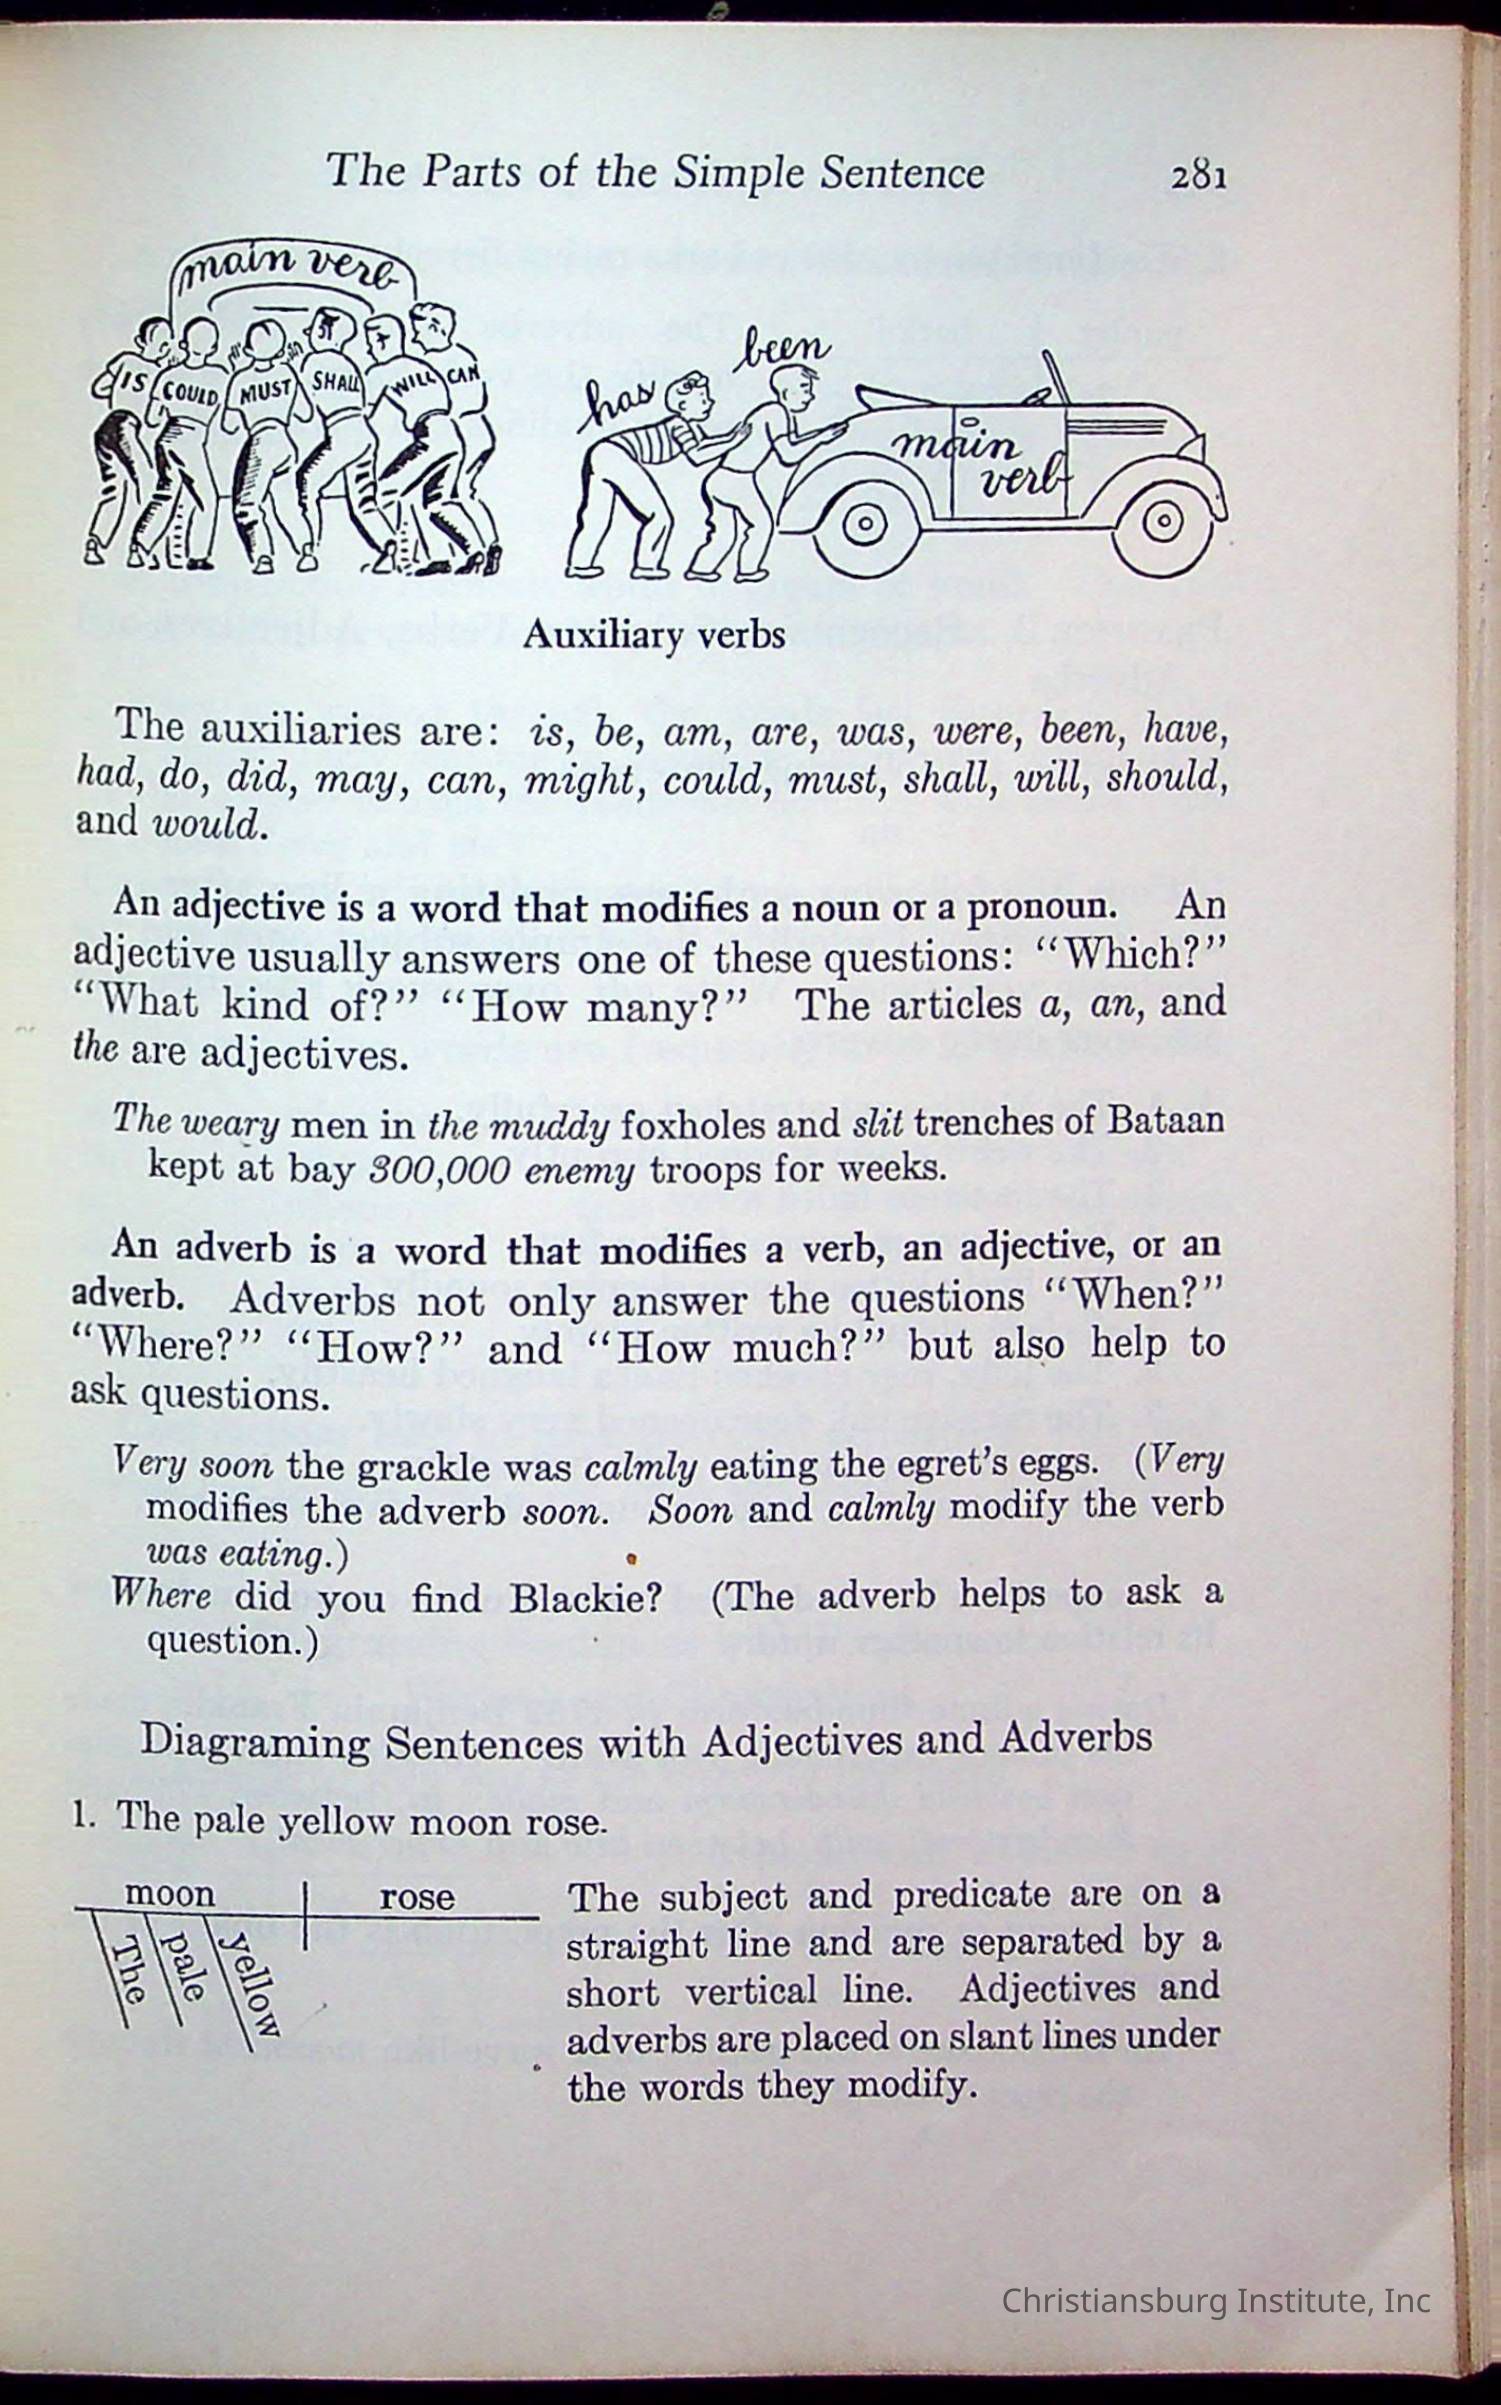 The Parts of the Simple Sentence 281
main verb
IS COULD MUST SHALL WILL CAN
has been
main
verb
Auxiliary verbs
The auxiliaries are: is, be, am, are, was, were, been, have,
had, do, did, may, can, might, could, must, shall, will, should,
and would.
An adjective is a word that modifies a noun or a pronoun. An
adjective usually answers one of these questions: “Which?”
“What kind of?” “How many?” The articles a, an, and
the are adjectives.
The weary men in the muddy foxholes and slit trenches of Bataan
kept at bay 300,000 enemy troops for weeks.
An adverb is a word that modifies a verb, an adjective, or an
adverb. Adverbs not only answer the questions “When?”
“Where?” “How?” and “How much?” but also help to
ask questions.
Very soon the grackle was calmly eating the egret’s eggs. (Very
modifies the adverb soon. Soon and calmly modify the verb
was eating.)
Where did you find Blackie? (The adverb helps to ask a
question.)
Diagraming Sentences with Adjectives and Adverbs
1. The pale yellow moon rose.
moon rose
The pale yellow
The subject and predicate are on a
straight line and are separated by a
short vertical line. Adjectives and
adverbs are placed on slant lines under
the words they modify.
Christiansburg Institute, Inc